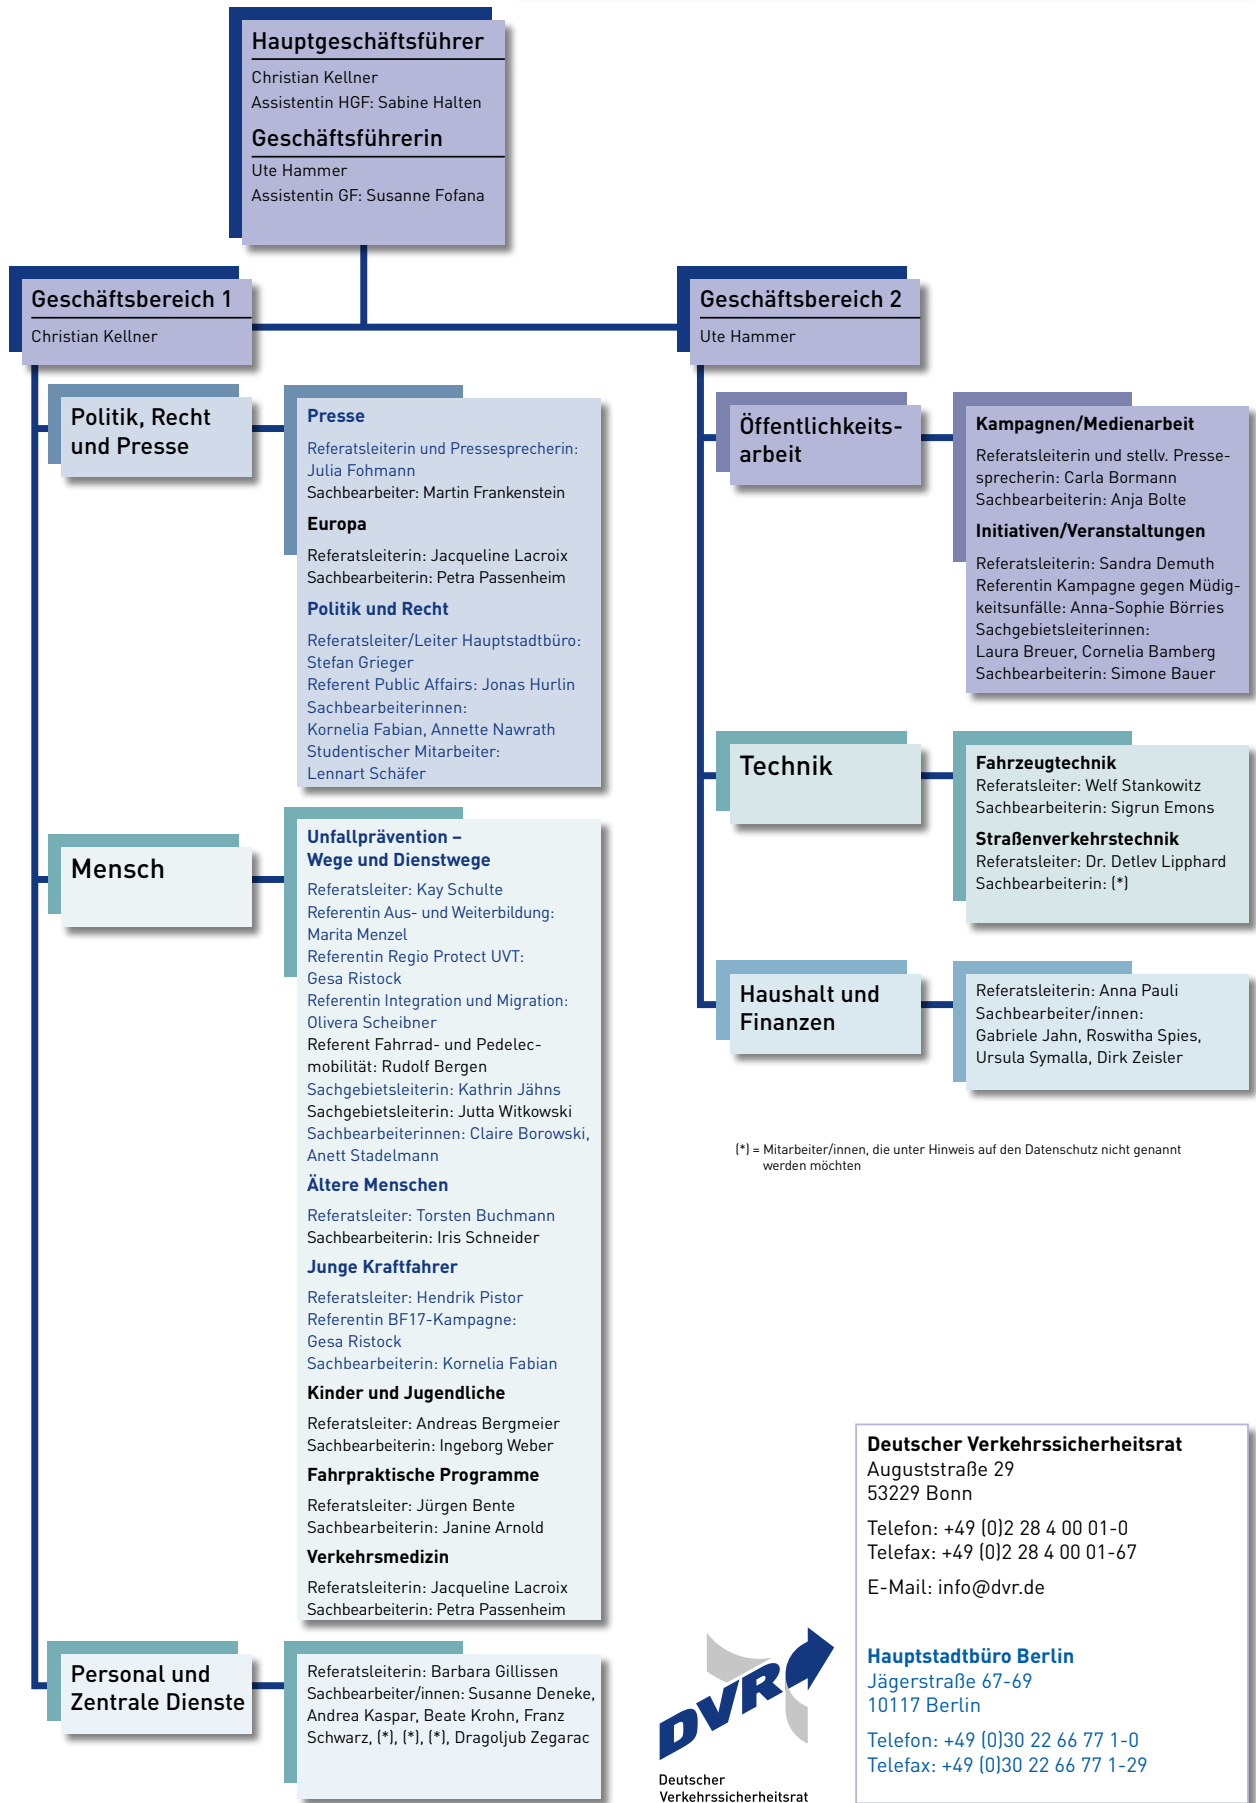 Hauptgeschäftsführer
Christian Kellner
Assistentin HGF: Sabine Halten
Geschäftsführerin
Ute Hammer
Assistentin GF: Susanne Fofana
Geschäftsbereich 1
Christian Kellner
Politik, Recht
und Presse
Presse
Referatsleiterin und Pressesprecherin:
Julia Fohmann
Sachbearbeiter: Martin Frankenstein
Europa
Referatsleiterin: Jacqueline Lacroix
Sachbearbeiterin: Petra Passenheim
Politik und Recht
Referatsleiter/Leiter Hauptstadtbüro:
Stefan Grieger
Referent Public Affairs: Jonas Hurlin
Sachbearbeiterinnen:
Kornelia Fabian, Annette Nawrath
Studentischer Mitarbeiter:
Lennart Schäfer
Mensch
Unfallprävention –
Wege und Dienstwege
Referatsleiter: Kay Schulte
Referentin Aus- und Weiterbildung:
Marita Menzel
Referentin Regio Protect UVT:
Gesa Ristock
Referentin Integration und Migration:
Olivera Scheibner
Referent Fahrrad- und Pedelec-
mobilität: Rudolf Bergen
Sachgebietsleiterin: Kathrin Jähns
Sachgebietsleiterin: Jutta Witkowski
Sachbearbeiterinnen: Claire Borowski,
Anett Stadelmann
Ältere Menschen
Referatsleiter: Torsten Buchmann
Sachbearbeiterin: Iris Schneider
Junge Kraftfahrer
Referatsleiter: Hendrik Pistor
Referentin BF17-Kampagne:
Gesa Ristock
Sachbearbeiterin: Kornelia Fabian
Kinder und Jugendliche
Referatsleiter: Andreas Bergmeier
Sachbearbeiterin: Ingeborg Weber
Fahrpraktische Programme
Referatsleiter: Jürgen Bente
Sachbearbeiterin: Janine Arnold
Verkehrsmedizin
Referatsleiterin: Jacqueline Lacroix
Sachbearbeiterin: Petra Passenheim
Personal und
Zentrale Dienste
Referatsleiterin: Barbara Gillissen
Sachbearbeiter/innen: Susanne Deneke,
Andrea Kaspar, Beate Krohn, Franz
Schwarz, (*), (*), (*), Dragoljub Zegarac
Geschäftsbereich 2
Ute Hammer
Öffentlichkeits-
arbeit
Kampagnen/Medienarbeit
Referatsleiterin und stellv. Presse-
sprecherin: Carla Bormann
Sachbearbeiterin: Anja Bolte
Initiativen/Veranstaltungen
Referatsleiterin: Sandra Demuth
Referentin Kampagne gegen Müdig-
keitsunfälle: Anna-Sophie Börries
Sachgebietsleiterinnen:
Laura Breuer, Cornelia Bamberg
Sachbearbeiterin: Simone Bauer
Technik
Fahrzeugtechnik
Referatsleiter: Welf Stankowitz
Sachbearbeiterin: Sigrun Emons
Straßenverkehrstechnik
Referatsleiter: Dr. Detlev Lipphard
Sachbearbeiterin: (*)
Haushalt und
Finanzen
Referatsleiterin: Anna Pauli
Sachbearbeiter/innen:
Gabriele Jahn, Roswitha Spies,
Ursula Symalla, Dirk Zeisler
(*) = Mitarbeiter/innen, die unter Hinweis auf den Datenschutz nicht genannt
werden möchten
DVR
Deutscher
Verkehrssicherheitsrat
Deutscher Verkehrssicherheitsrat
Auguststraße 29
53229 Bonn
Telefon: +49 (0)2 28 4 00 01-0
Telefax: +49 (0)2 28 4 00 01-67
E-Mail: info@dvr.de
Hauptstadtbüro Berlin
Jägerstraße 67-69
10117 Berlin
Telefon: +49 (0)30 22 66 77 1-0
Telefax: +49 (0)30 22 66 77 1-29